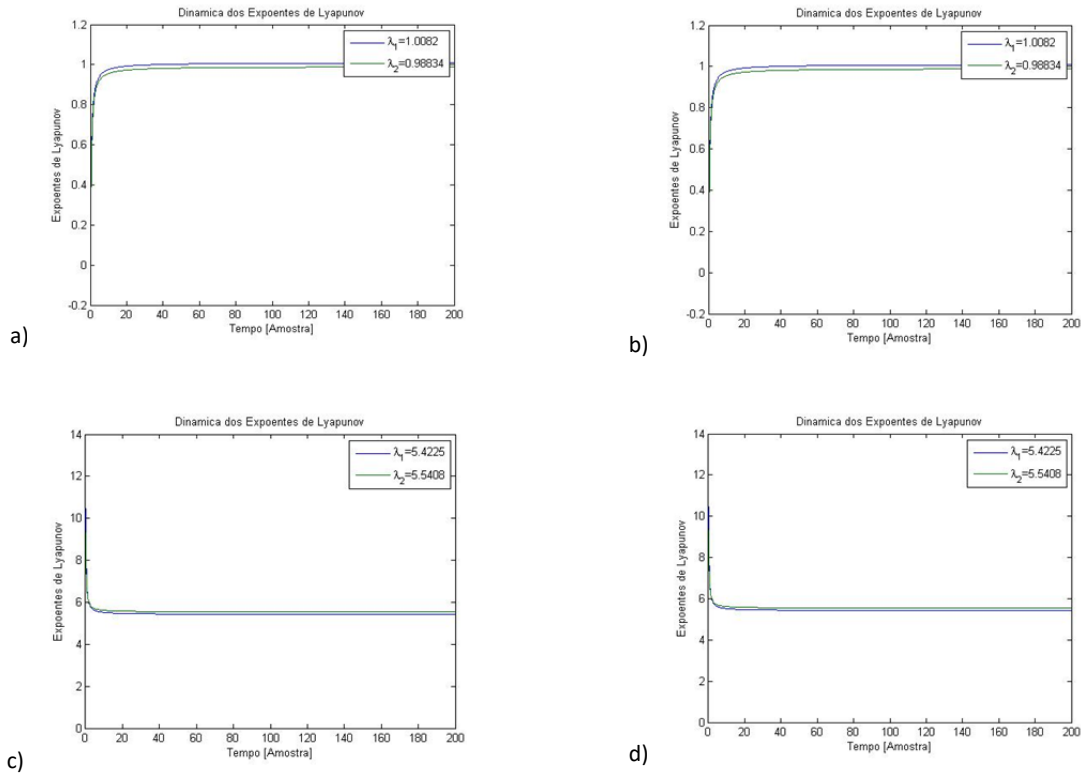 Dinamica dos Expoentes de Lyapunov
1.2
1
0.8
0.6
0.4
0.2
0
-0.2
Expoentes de Lyapunov
λ1=1.0082
λ2=0.98834
0 20 40 60 80 100 120 140 160 180 200
Tempo [Amostra]
a)
Dinamica dos Expoentes de Lyapunov
1.2
1
0.8
0.6
0.4
0.2
0
-0.2
Expoentes de Lyapunov
λ1=1.0082
λ2=0.98834
0 20 40 60 80 100 120 140 160 180 200
Tempo [Amostra]
b)
Dinamica dos Expoentes de Lyapunov
14
12
10
8
6
4
2
0
Expoentes de Lyapunov
λ1=5.4225
λ2=5.5408
0 20 40 60 80 100 120 140 160 180 200
Tempo [Amostra]
c)
Dinamica dos Expoentes de Lyapunov
14
12
10
8
6
4
2
0
Expoentes de Lyapunov
λ1=5.4225
λ2=5.5408
0 20 40 60 80 100 120 140 160 180 200
Tempo [Amostra]
d)